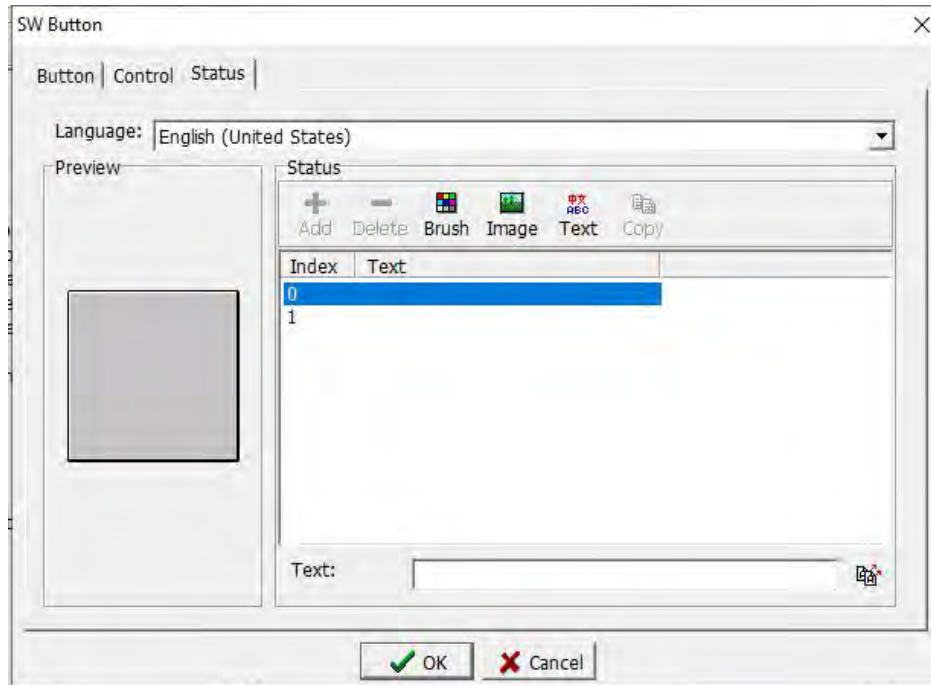 SW Button
Button Control Status
Language: English (United States)
Preview
Status
Add Delete Brush Image 中文 ABC Text Copy
Index Text
0
1
Text:
OK Cancel